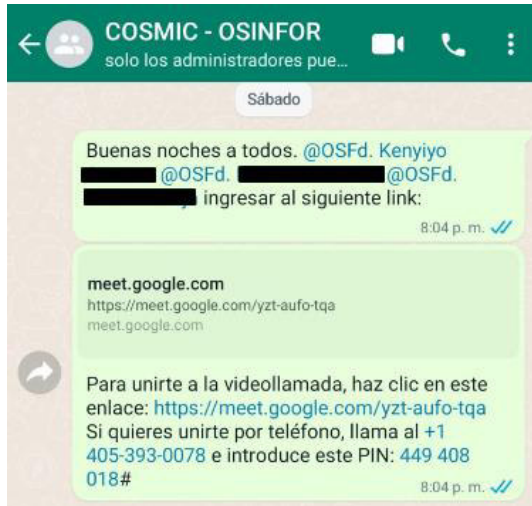 COSMIC - OSINFOR
solo los administradores pue...
Sábado
Buenas noches a todos. @OSFd. Kenyiyo
@OSFd. @OSFd.
ingresar al siguiente link:
8:04 p. m.
meet.google.com
https://meet.google.com/yzt-aufo-tqa
meet.google.com
Para unirte a la videollamada, haz clic en este
enlace: https://meet.google.com/yzt-aufo-tqa
Si quieres unirte por teléfono, llama al +1
405-393-0078 e introduce este PIN: 449 408
018#
8:04 p. m.